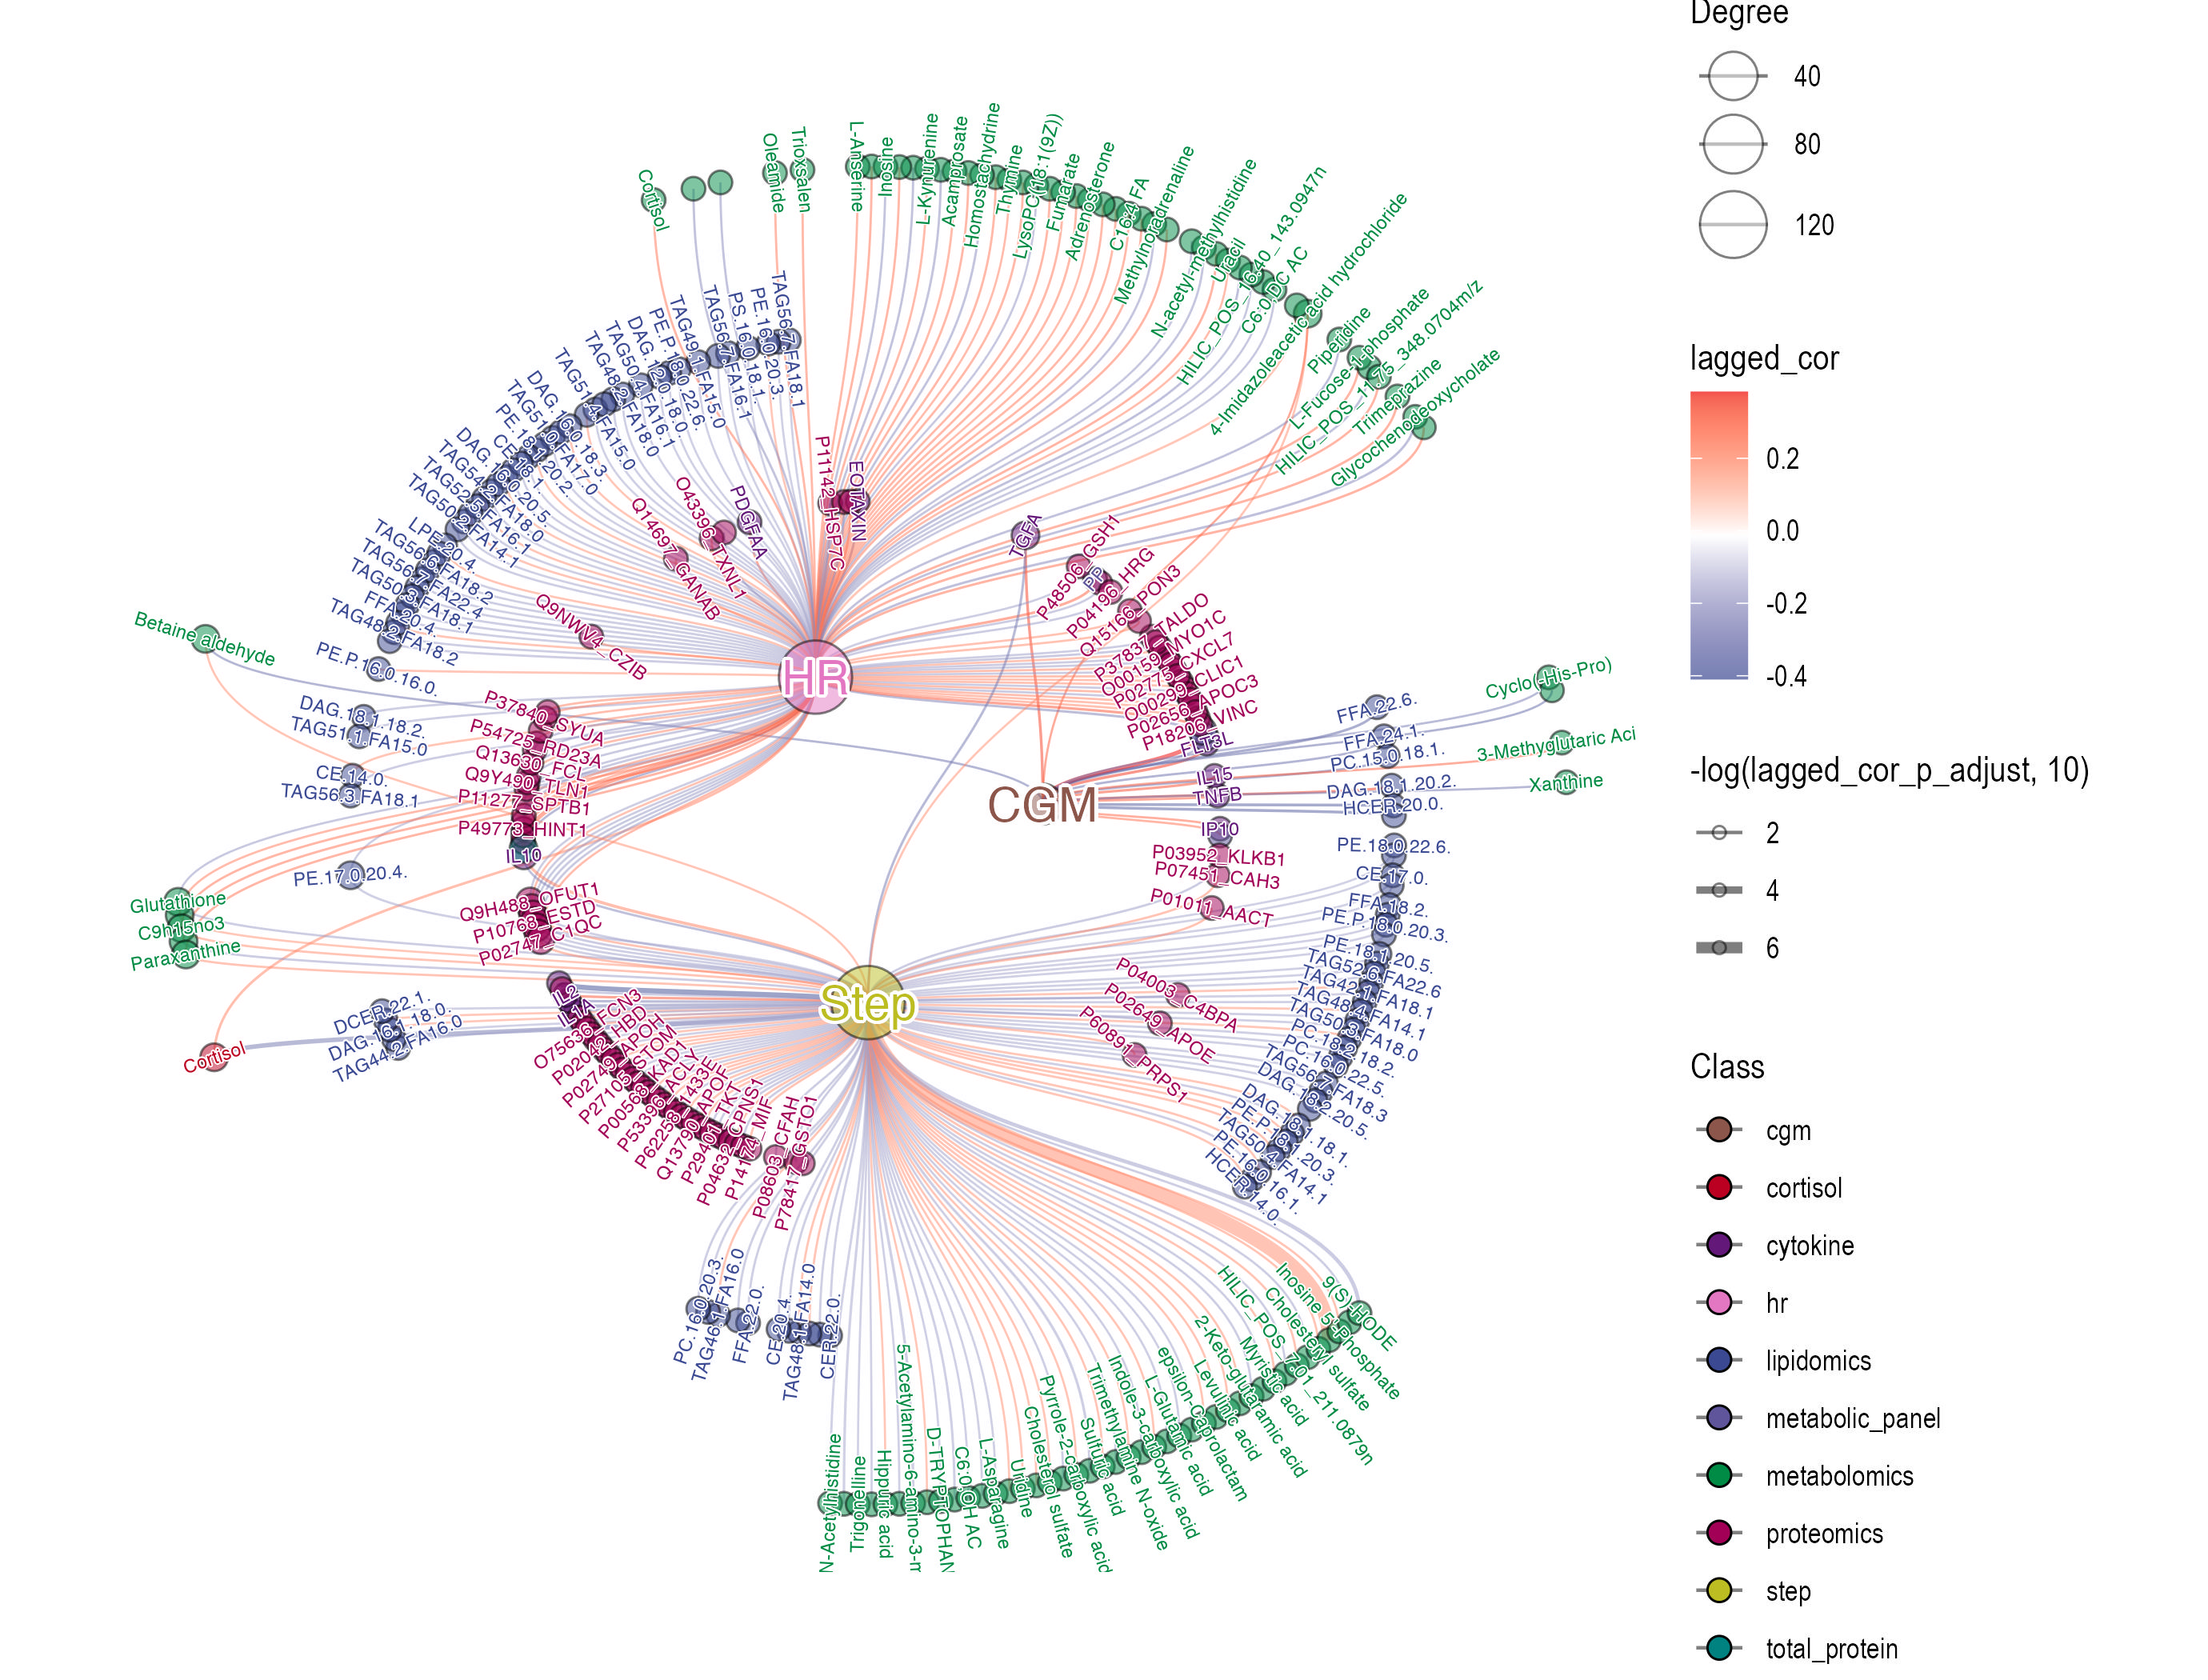 Degree
40
80
120
lagged_cor
0.2
0.0
-0.2
-0.4
-log(lagged_cor_p_adjust, 10)
2
4
6
Class
cgm
cortisol
cytokine
hr
lipidomics
metabolic_panel
metabolomics
proteomics
step
total_protein
HR
CGM
Step
Cortisol
Oleamide
Trioxsalen
L-Anserine
Inosine
L-Kynurenine
Acamprosate
Homostachydrine
Thymine
LysoPC(18:1(9Z))
Fumarate
Adrenosterone
C16:4 FA
Methylnoradrenaline
N-acetyl-methylhistidine
Uracil
HILIC_POS_16.40_143.0947n
C6:0 DC AC
4-Imidazoleacetic acid hydrochloride
Piperidine
L-Fucose-1-phosphate
HILIC_POS_11.75_348.0704m/z
Trimeprazine
Glycochenodeoxycholate
TAG56.7.FA18.1
PE.16.0.20.3.
PS.16.0.18.1.
TAG56.7.FA16.1
TAG49.1.FA15.0
PE.P.18.0.22.6.
DAG.12.0.18.0.
TAG50.4.FA16.1
TAG48.2.FA18.0
TAG51.4.FA15.0
DAG.16.0.18.3.
TAG51.0.FA17.0
PE.18.1.20.2.
CE.18.1.
DAG.16.0.20.5.
TAG54.2.FA18.0
TAG52.5.FA16.1
TAG50.2.FA14.1
LPE.20.4.
TAG56.6.FA18.2
TAG56.7.FA22.4
TAG50.3.FA18.1
FFA.20.4.
TAG48.2.FA18.2
PE.P.16.0.16.0.
DAG.18.1.18.2.
TAG51.1.FA15.0
CE.14.0.
TAG56.3.FA18.1
PE.17.0.20.4.
P11142_HSP7C
EOTAXIN
PDGFAA
O43396_TXNL1
Q14697_GANAB
Q9NWV4_CZIB
TGFA
P48506_GSH1
IPP
P04196_HRG
Q15166_PON3
P37837_TALDO
O00159_MYO1C
P02775_CXCL7
O00299_CLIC1
P02656_APOC3
P18206_VINC
FLT3L
IL15
TNFB
IP10
P03952_KLKB1
P07451_CAH3
P01011_AACT
Betaine aldehyde
Glutathione
C9h15no3
Paraxanthine
Cortisol
P37840_SYUA
P54725_RD23A
Q13630_FCL
Q9Y490_TLN1
P11277_SPTB1
P49773_HINT1
IL10
Q9H488_OFUT1
P10768_ESTD
P02747_C1QC
FFA.22.6.
FFA.24.1.
PC.15.0.18.1.
DAG.18.1.20.2.
HCER.20.0.
Cyclo(-His-Pro)
3-Methyglutaric Aci
Xanthine
PE.18.0.22.6.
CE.17.0.
FFA.18.2.
PE.P.18.0.20.3.
PE.18.1.20.5.
TAG52.6.FA22.6
TAG42.1.FA18.1
TAG48.4.FA14.1
TAG50.3.FA18.0
PC.18.2.18.2.
PC.16.0.22.5.
TAG56.7.FA18.3
DAG.18.2.20.5.
DAG.18.1.18.1.
PE.P.18.1.20.3.
TAG50.4.FA14.1
PE.16.0.16.1.
HCER.14.0.
P04003_C4BPA
P02649_APOE
P60891_PRPS1
DCER.22.1.
DAG.16.1.18.0.
TAG44.2.FA16.0
IL2
IL1A
O75636_FCN3
P02042_HBD
P02749_APOH
P27105_STOM
P00568_KAD1
P53396_ACLY
P62258_1433E
Q13790_APOF
P29401_TKT
P04632_CPNS1
P14174_MIF
P08603_CFAH
P78417_GSTO1
PC.16.0.20.3.
TAG46.1.FA16.0
FFA.22.0.
CE.20.4.
TAG48.1.FA14.0
CER.22.0.
N-Acetylhistidine
Trigonelline
Hippuric acid
5-Acetylamino-6-amino-3-m
D-TRYPTOPHAN
C6:0 OH AC
L-Asparagine
Uridine
Cholesterol sulfate
Pyrrole-2-carboxylic acid
Sulfuric acid
Trimethylamine N-oxide
Indole-3-carboxylic acid
L-Glutamic acid
epsilon-Caprolactam
Levulinic acid
2-Keto-glutaramic acid
Myristic acid
HILIC_POS_7.01_211.0879n
Cholesteryl sulfate
Inosine 5'-Phosphate
9(S)-HODE